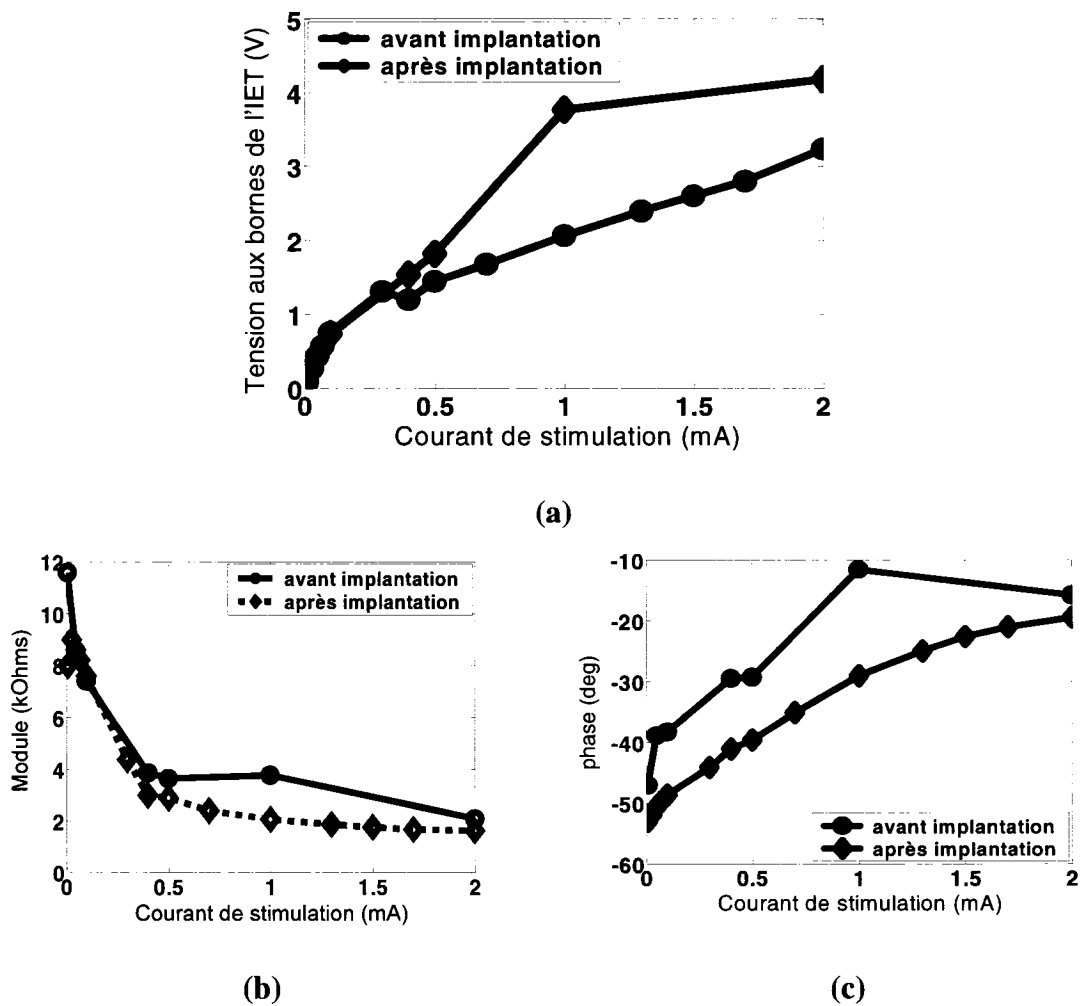 5
4
3
2
1
0
Tension aux bornes de l'IET (V)
avant implantation
après implantation
0
0.5
1
1.5
2
Courant de stimulation (mA)
(a)
12
10
8
6
4
2
0
Module (kOhms)
avant implantation
après implantation
0
0.5
1
1.5
2
Courant de stimulation (mA)
(b)
-10
-20
-30
-40
-50
-60
phase (deg)
avant implantation
après implantation
0
0.5
1
1.5
2
Courant de stimulation (mA)
(c)